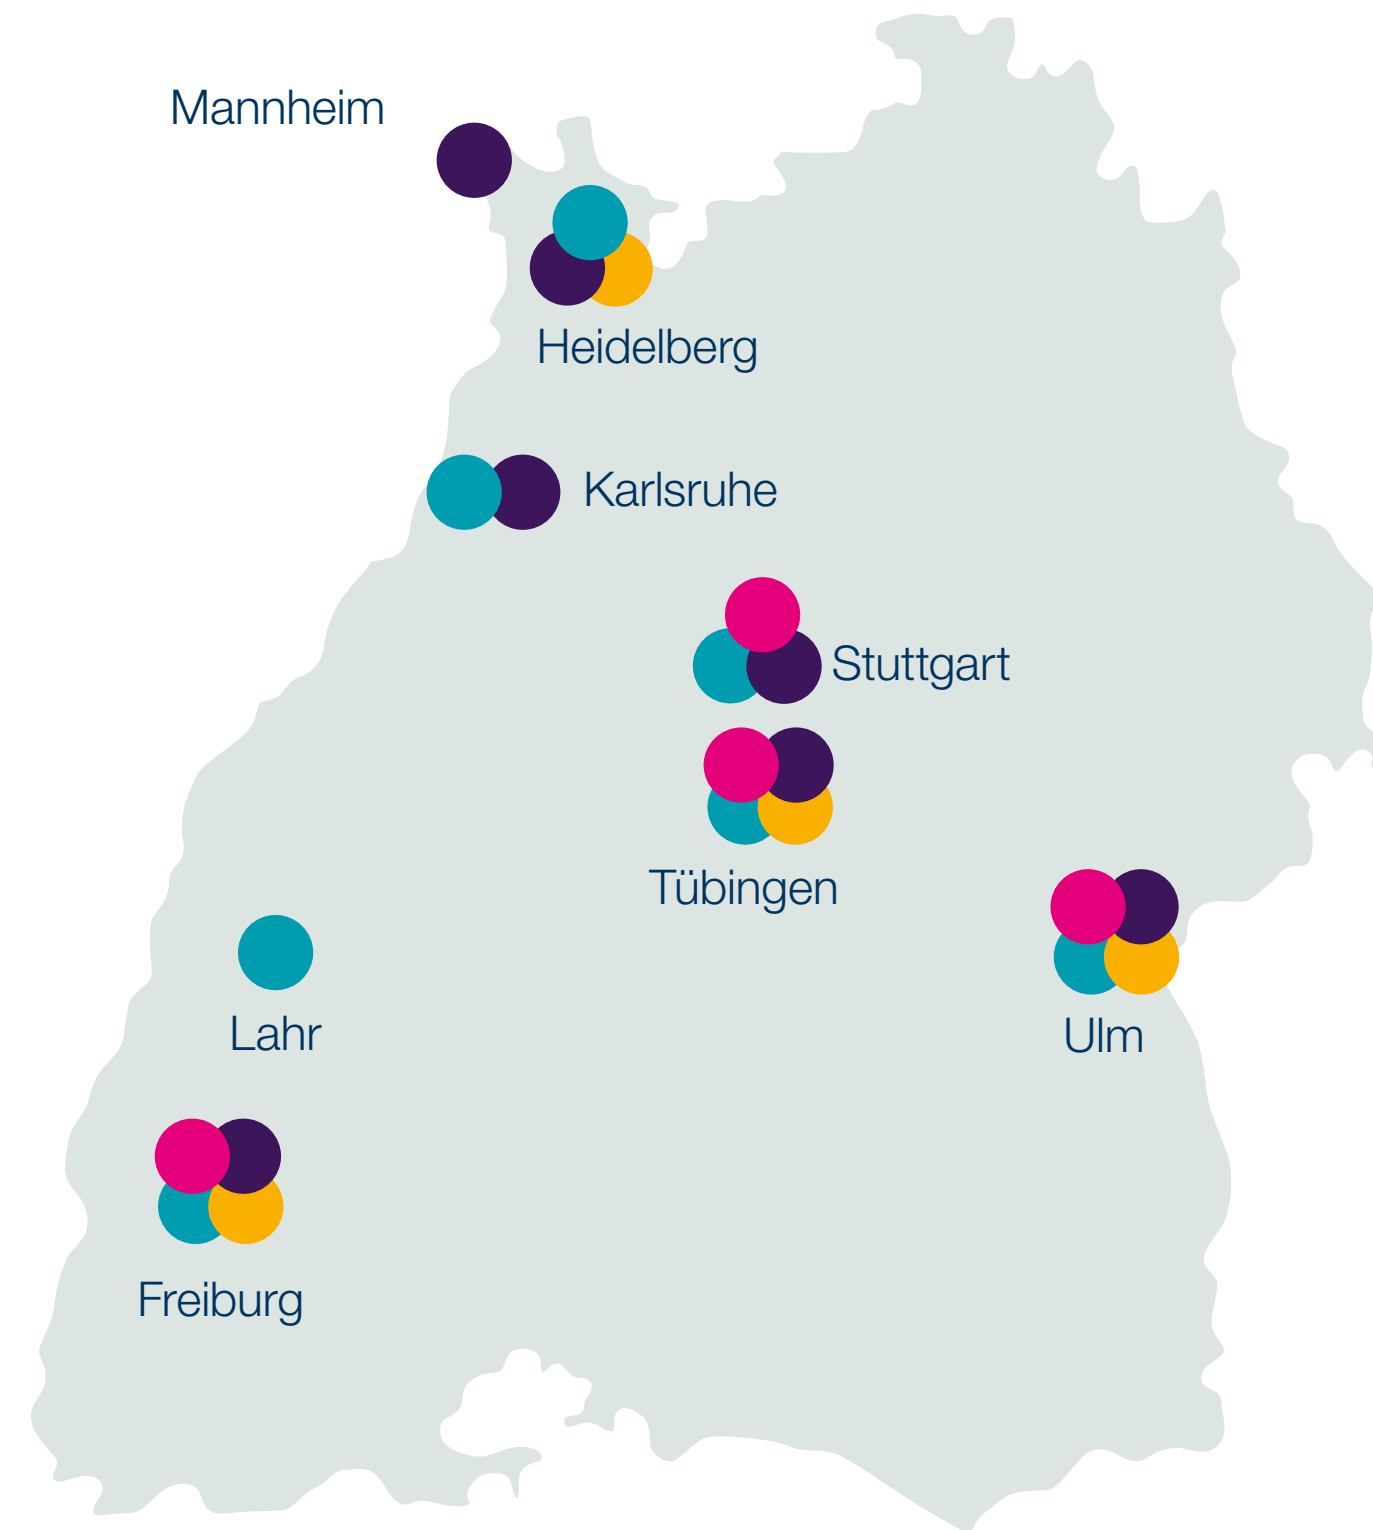 Mannheim
Heidelberg
Karlsruhe
Stuttgart
Tübingen
Ulm
Lahr
Freiburg